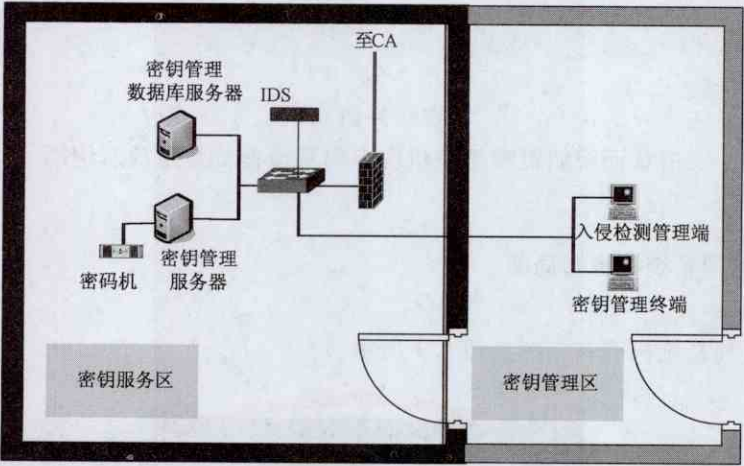 至CA
密钥管理
数据库服务器
IDS
密码机
密钥管理
服务器
入侵检测管理端
密钥管理终端
密钥服务区
密钥管理区